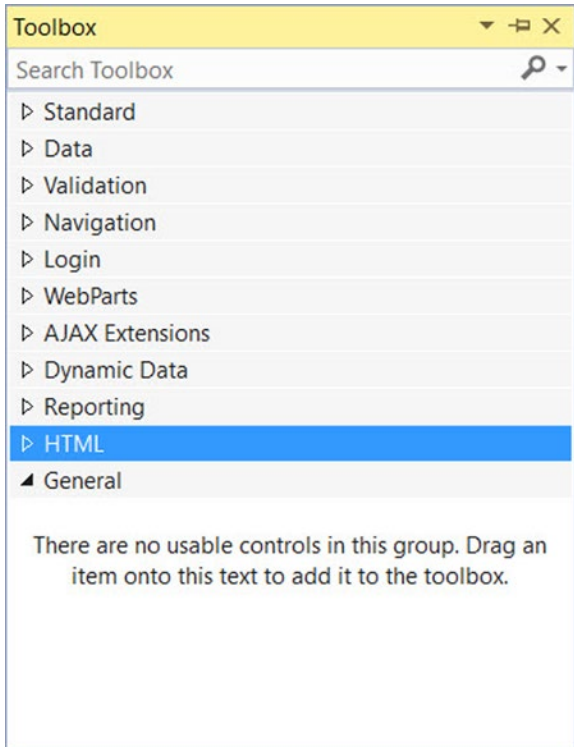 Toolbox
Search Toolbox
Standard
Data
Validation
Navigation
Login
WebParts
AJAX Extensions
Dynamic Data
Reporting
HTML
General
There are no usable controls in this group. Drag an
item onto this text to add it to the toolbox.